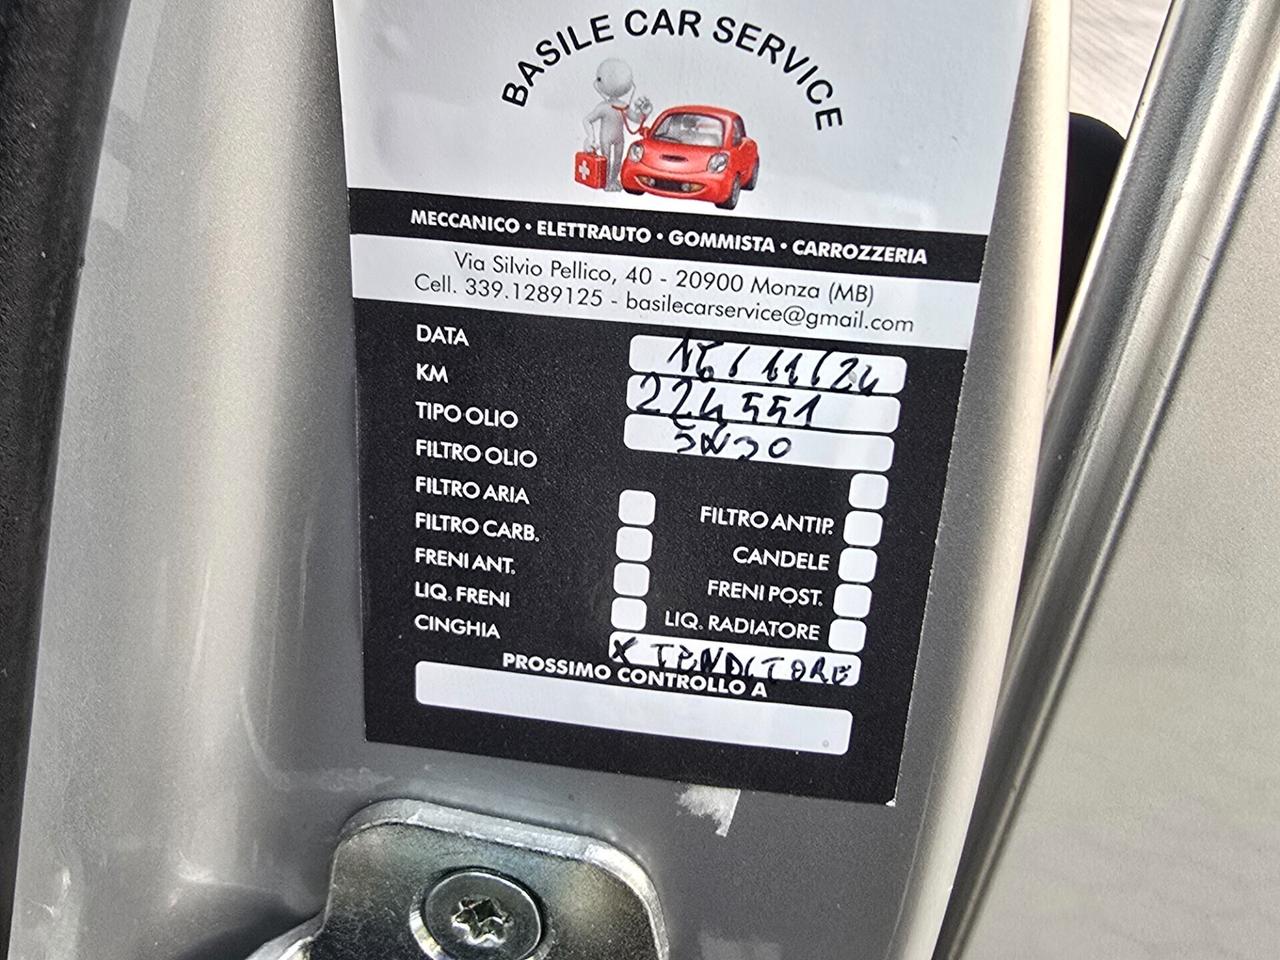 BASILE CAR SERVICE
MECCANICO • ELETTRAUTO • GOMMISTA • CARROZZERIA
Via Silvio Pellico, 40 - 20900 Monza (MB)
Cell. 339.1289125 - basilecarservice@gmail.com
DATA
KM 224551
TIPO OLIO 5W30
FILTRO OLIO
FILTRO ARIA FILTRO ANTIP.
FILTRO CARB. CANDELE
FRENI ANT. FRENI POST.
LIQ. FRENI LIQ. RADIATORE
CINGHIA X TENDITORE
PROSSIMO CONTROLLO A